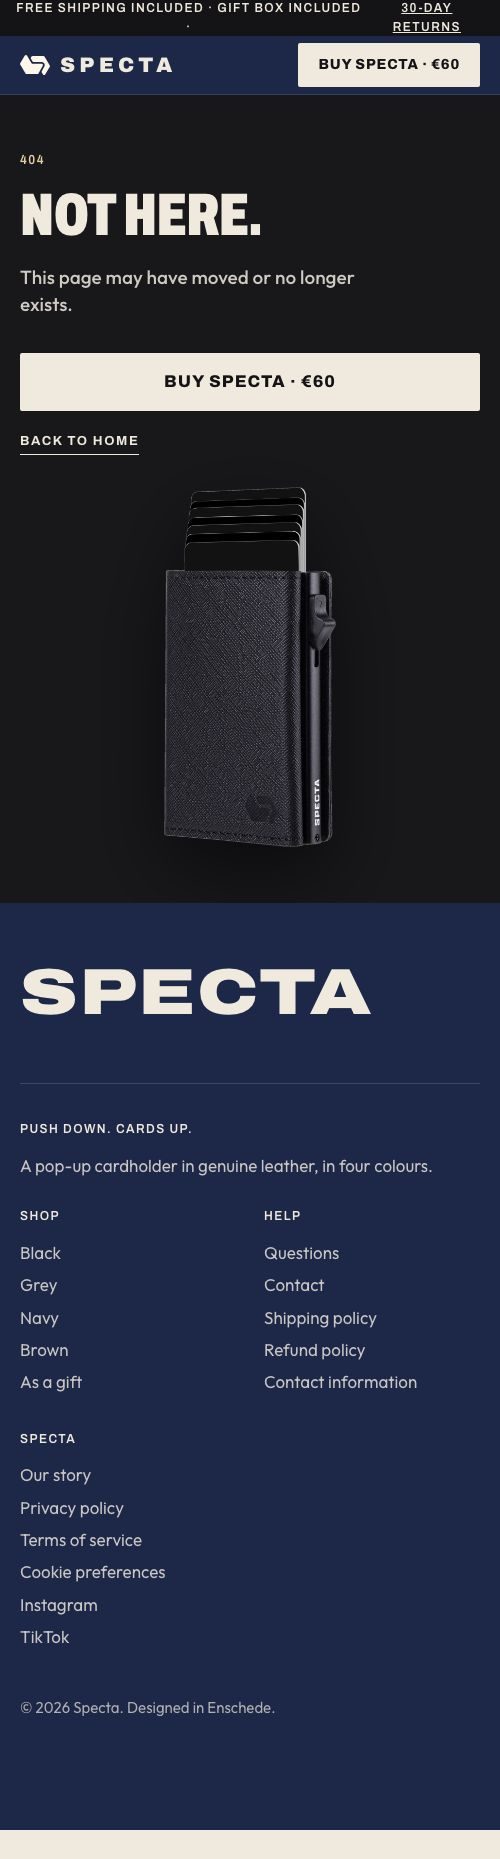 FREE SHIPPING INCLUDED · GIFT BOX INCLUDED
·
30-DAY
RETURNS
SPECTA
BUY SPECTA · €60
404
NOT HERE.
This page may have moved or no longer
exists.
BUY SPECTA · €60
BACK TO HOME
SPECTA
SPECTA
PUSH DOWN. CARDS UP.
A pop-up cardholder in genuine leather, in four colours.
SHOP
Black
Grey
Navy
Brown
As a gift
HELP
Questions
Contact
Shipping policy
Refund policy
Contact information
SPECTA
Our story
Privacy policy
Terms of service
Cookie preferences
Instagram
TikTok
© 2026 Specta. Designed in Enschede.